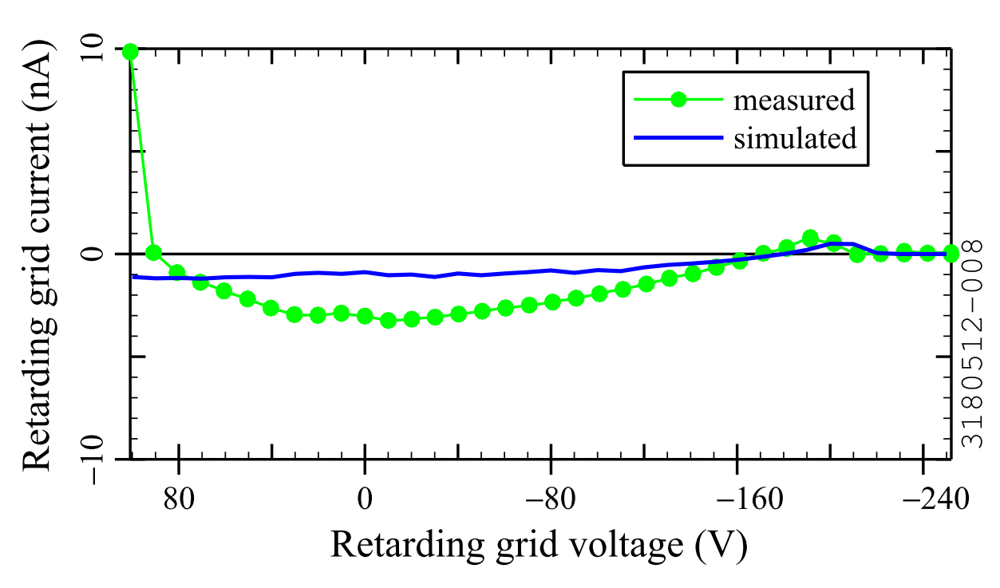 Retarding grid current (nA)
10
0
−10
measured
simulated
80 0 −80 −160 −240
Retarding grid voltage (V)
3180512−008